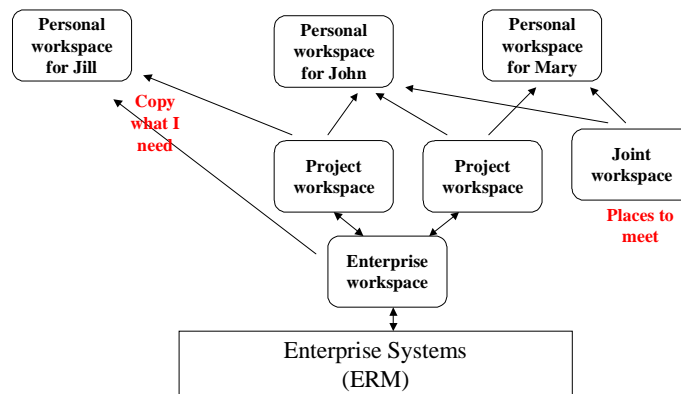 Personal
workspace
for Jill
Personal
workspace
for John
Personal
workspace
for Mary
Copy
what I
need
Project
workspace
Project
workspace
Joint
workspace
Places to
meet
Enterprise
workspace
Enterprise Systems
(ERM)